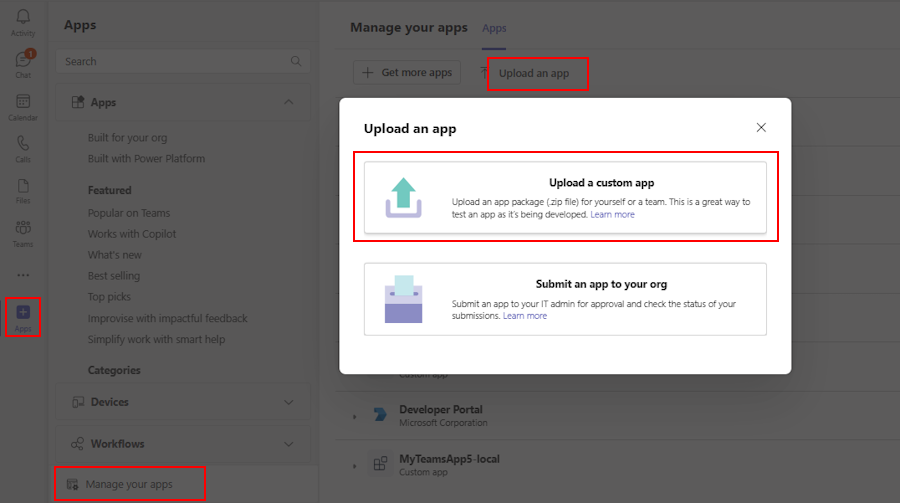 Activity
1
Chat
Calendar
Calls
Files
Teams
Apps
Apps
Search
Apps
Built for your org
Built with Power Platform
Featured
Popular on Teams
Works with Copilot
What's new
Best selling
Top picks
Improvise with impactful feedback
Simplify work with smart help
Categories
Devices
Workflows
Manage your apps
Manage your apps Apps
Get more apps Upload an app
Upload an app
Upload a custom app
Upload an app package (.zip file) for yourself or a team. This is a great way to
test an app as it's being developed. Learn more
Submit an app to your org
Submit an app to your IT admin for approval and check the status of your
submissions. Learn more
Custom app
Developer Portal
Microsoft Corporation
MyTeamsApp5-local
Custom app